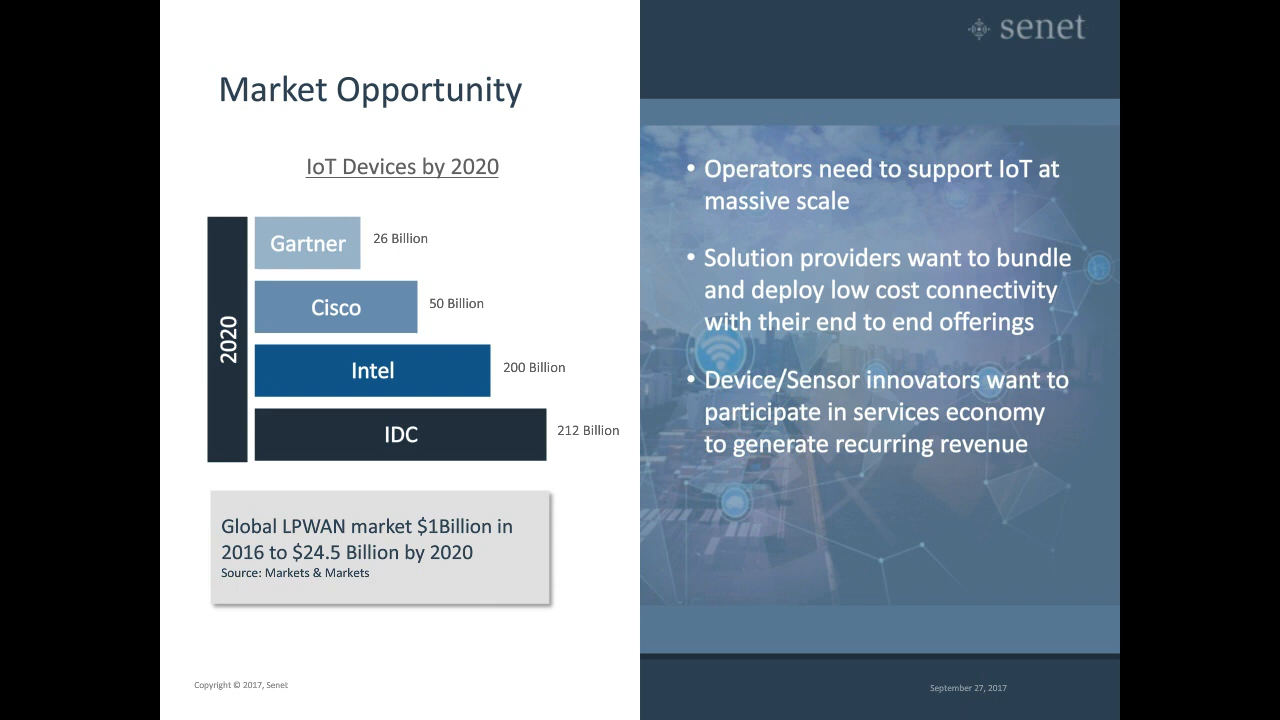 Market Opportunity
IoT Devices by 2020
2020
Gartner
26 Billion
Cisco
50 Billion
Intel
200 Billion
IDC
212 Billion
Global LPWAN market $1Billion in
2016 to $24.5 Billion by 2020
Source: Markets & Markets
Copyright © 2017, Senet
senet
• Operators need to support IoT at
massive scale
• Solution providers want to bundle
and deploy low cost connectivity
with their end to end offerings
• Device/Sensor innovators want to
participate in services economy
to generate recurring revenue
September 27, 2017